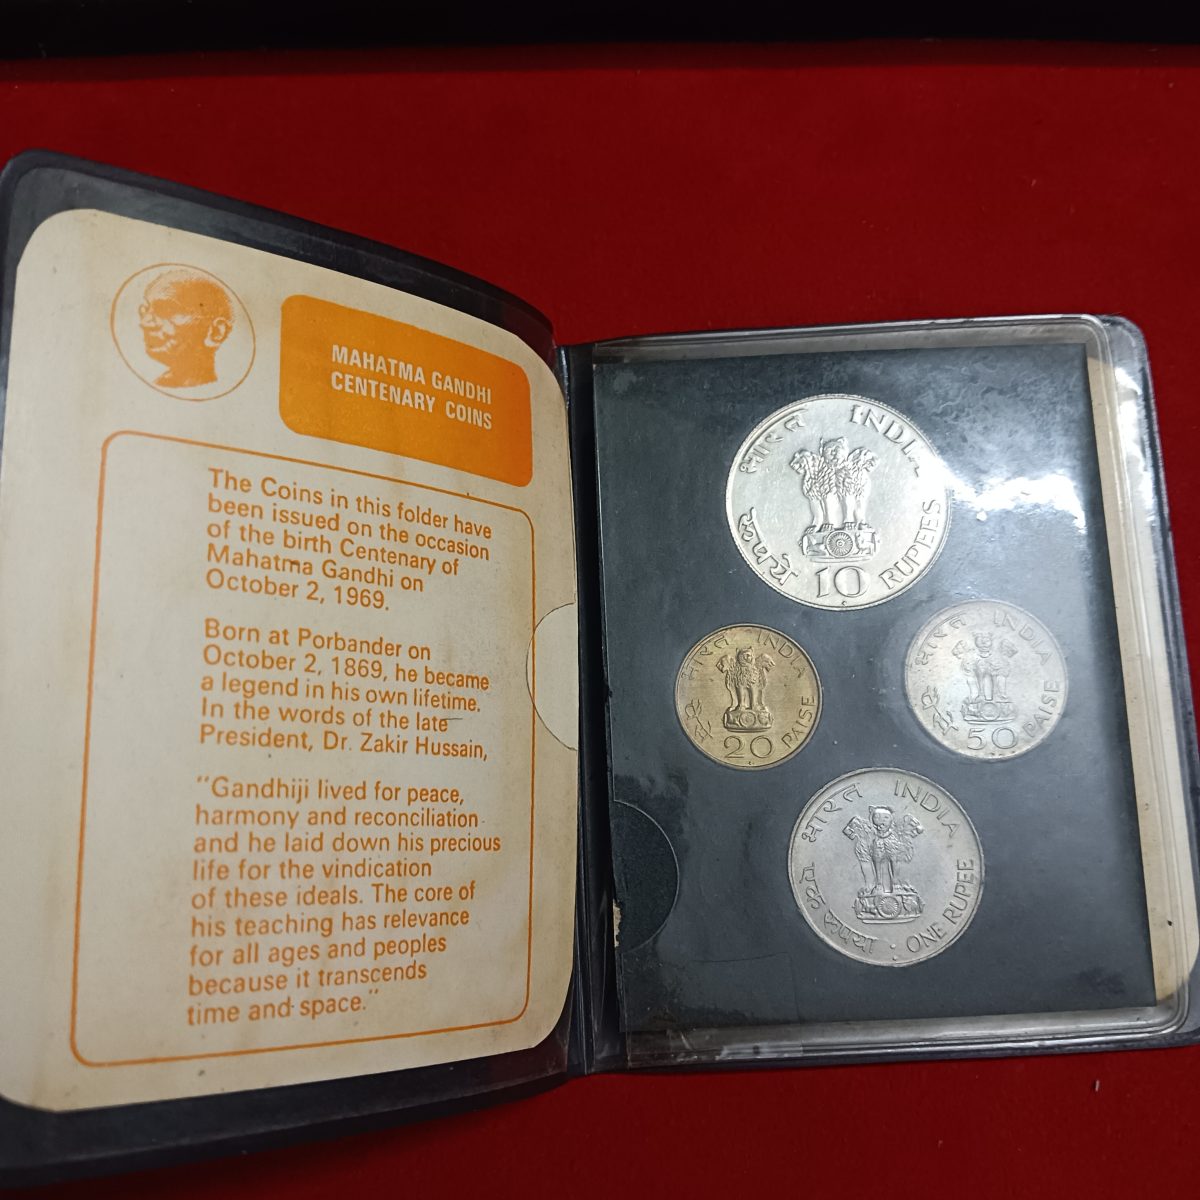 MAHATMA GANDHI
CENTENARY COINS
The Coins in this folder have
been issued on the occasion
of the birth Centenary of
Mahatma Gandhi on
October 2, 1969.
Born at Porbander on
October 2, 1869, he became
a legend in his own lifetime.
In the words of the late
President, Dr. Zakir Hussain,
"Gandhiji lived for peace,
harmony and reconciliation
and he laid down his precious
life for the vindication
of these ideals. The core of
his teaching has relevance
for all ages and peoples
because it transcends
time and space."
भारत INDIA
रुपये 10 RUPEES
भारत INDIA
पैसे 20 PAISE
भारत INDIA
पैसे 50 PAISE
भारत INDIA
एक रुपया ONE RUPEE